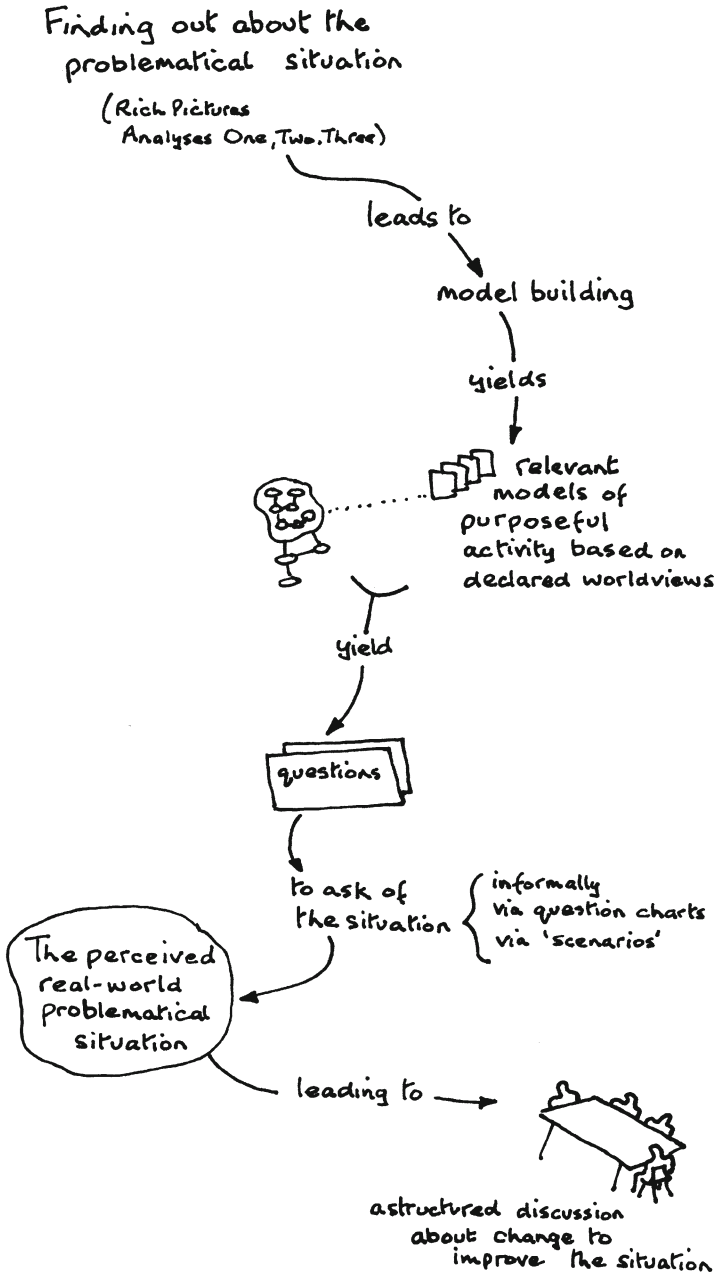 Finding out about the
problematical situation
(Rich Pictures
Analyses One, Two, Three)
leads to
model building
yields
relevant
models of
purposeful
activity based on
declared worldviews
yield
questions
to ask of
the situation
informally
via question charts
via 'scenarios'
The perceived
real-world
problematical
situation
leading to
a structured discussion
about change to
improve the situation